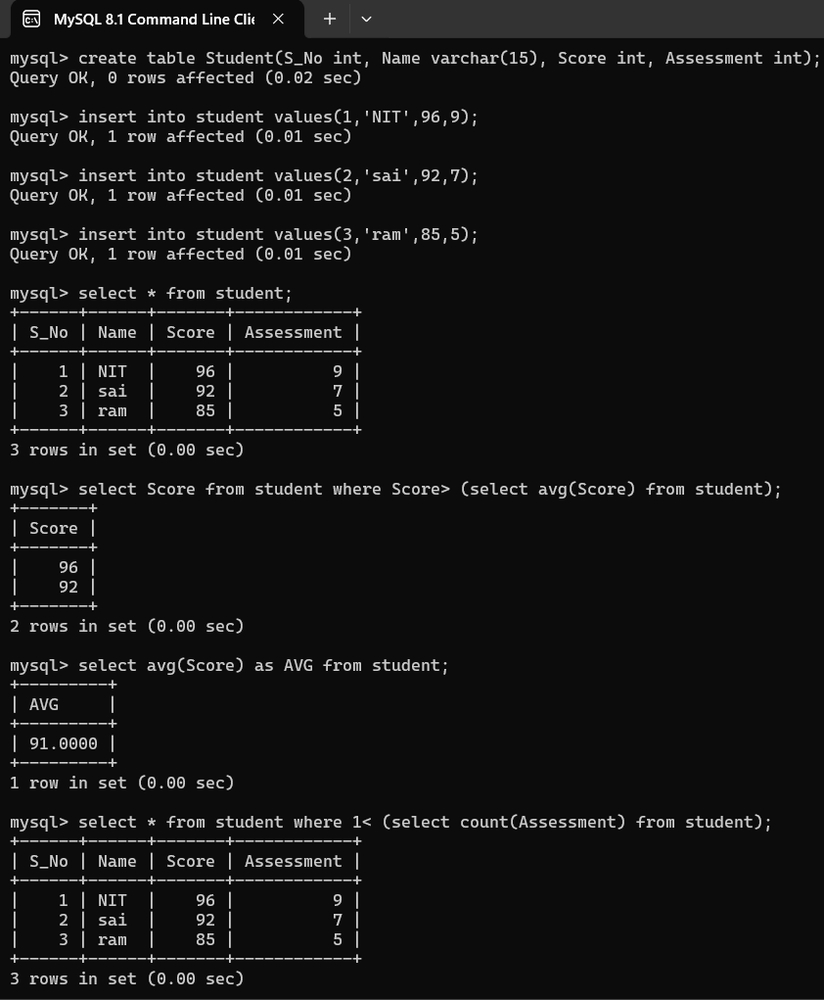 MySQL 8.1 Command Line Clie
mysql> create table Student(S_No int, Name varchar(15), Score int, Assessment int);
Query OK, 0 rows affected (0.02 sec)
mysql> insert into student values(1,'NIT',96,9);
Query OK, 1 row affected (0.01 sec)
mysql> insert into student values(2,'sai',92,7);
Query OK, 1 row affected (0.01 sec)
mysql> insert into student values(3,'ram',85,5);
Query OK, 1 row affected (0.01 sec)
mysql> select * from student;
+------+------+-------+------------+
| S_No | Name | Score | Assessment |
+------+------+-------+------------+
|    1 | NIT  |    96 |          9 |
|    2 | sai  |    92 |          7 |
|    3 | ram  |    85 |          5 |
+------+------+-------+------------+
3 rows in set (0.00 sec)
mysql> select Score from student where Score> (select avg(Score) from student);
+-------+
| Score |
+-------+
|    96 |
|    92 |
+-------+
2 rows in set (0.00 sec)
mysql> select avg(Score) as AVG from student;
+---------+
| AVG     |
+---------+
| 91.0000 |
+---------+
1 row in set (0.00 sec)
mysql> select * from student where 1< (select count(Assessment) from student);
+------+------+-------+------------+
| S_No | Name | Score | Assessment |
+------+------+-------+------------+
|    1 | NIT  |    96 |          9 |
|    2 | sai  |    92 |          7 |
|    3 | ram  |    85 |          5 |
+------+------+-------+------------+
3 rows in set (0.00 sec)